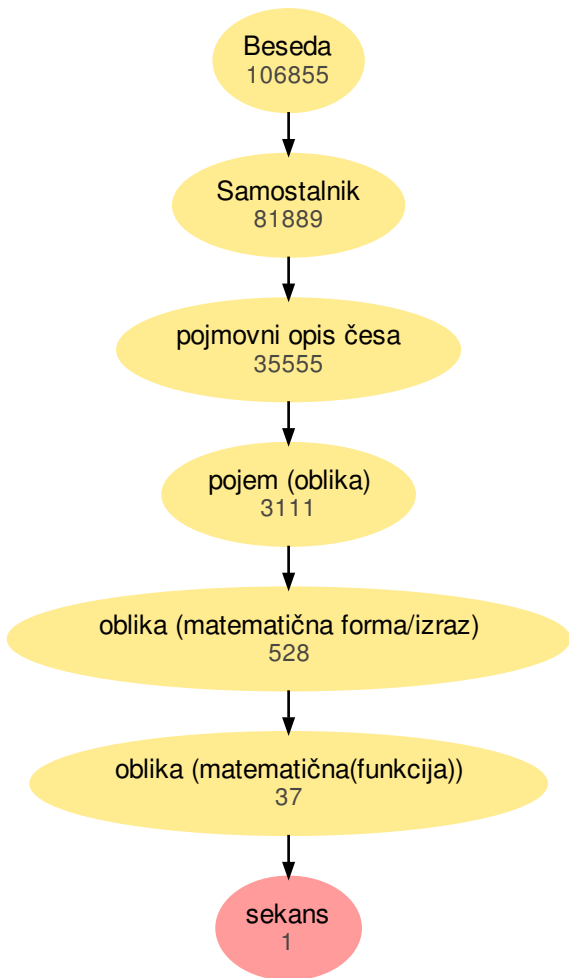 Beseda
106855
Samostalnik
81889
pojmovni opis česa
35555
pojem (oblika)
3111
oblika (matematična forma/izraz)
528
oblika (matematična(funkcija))
37
sekans
1